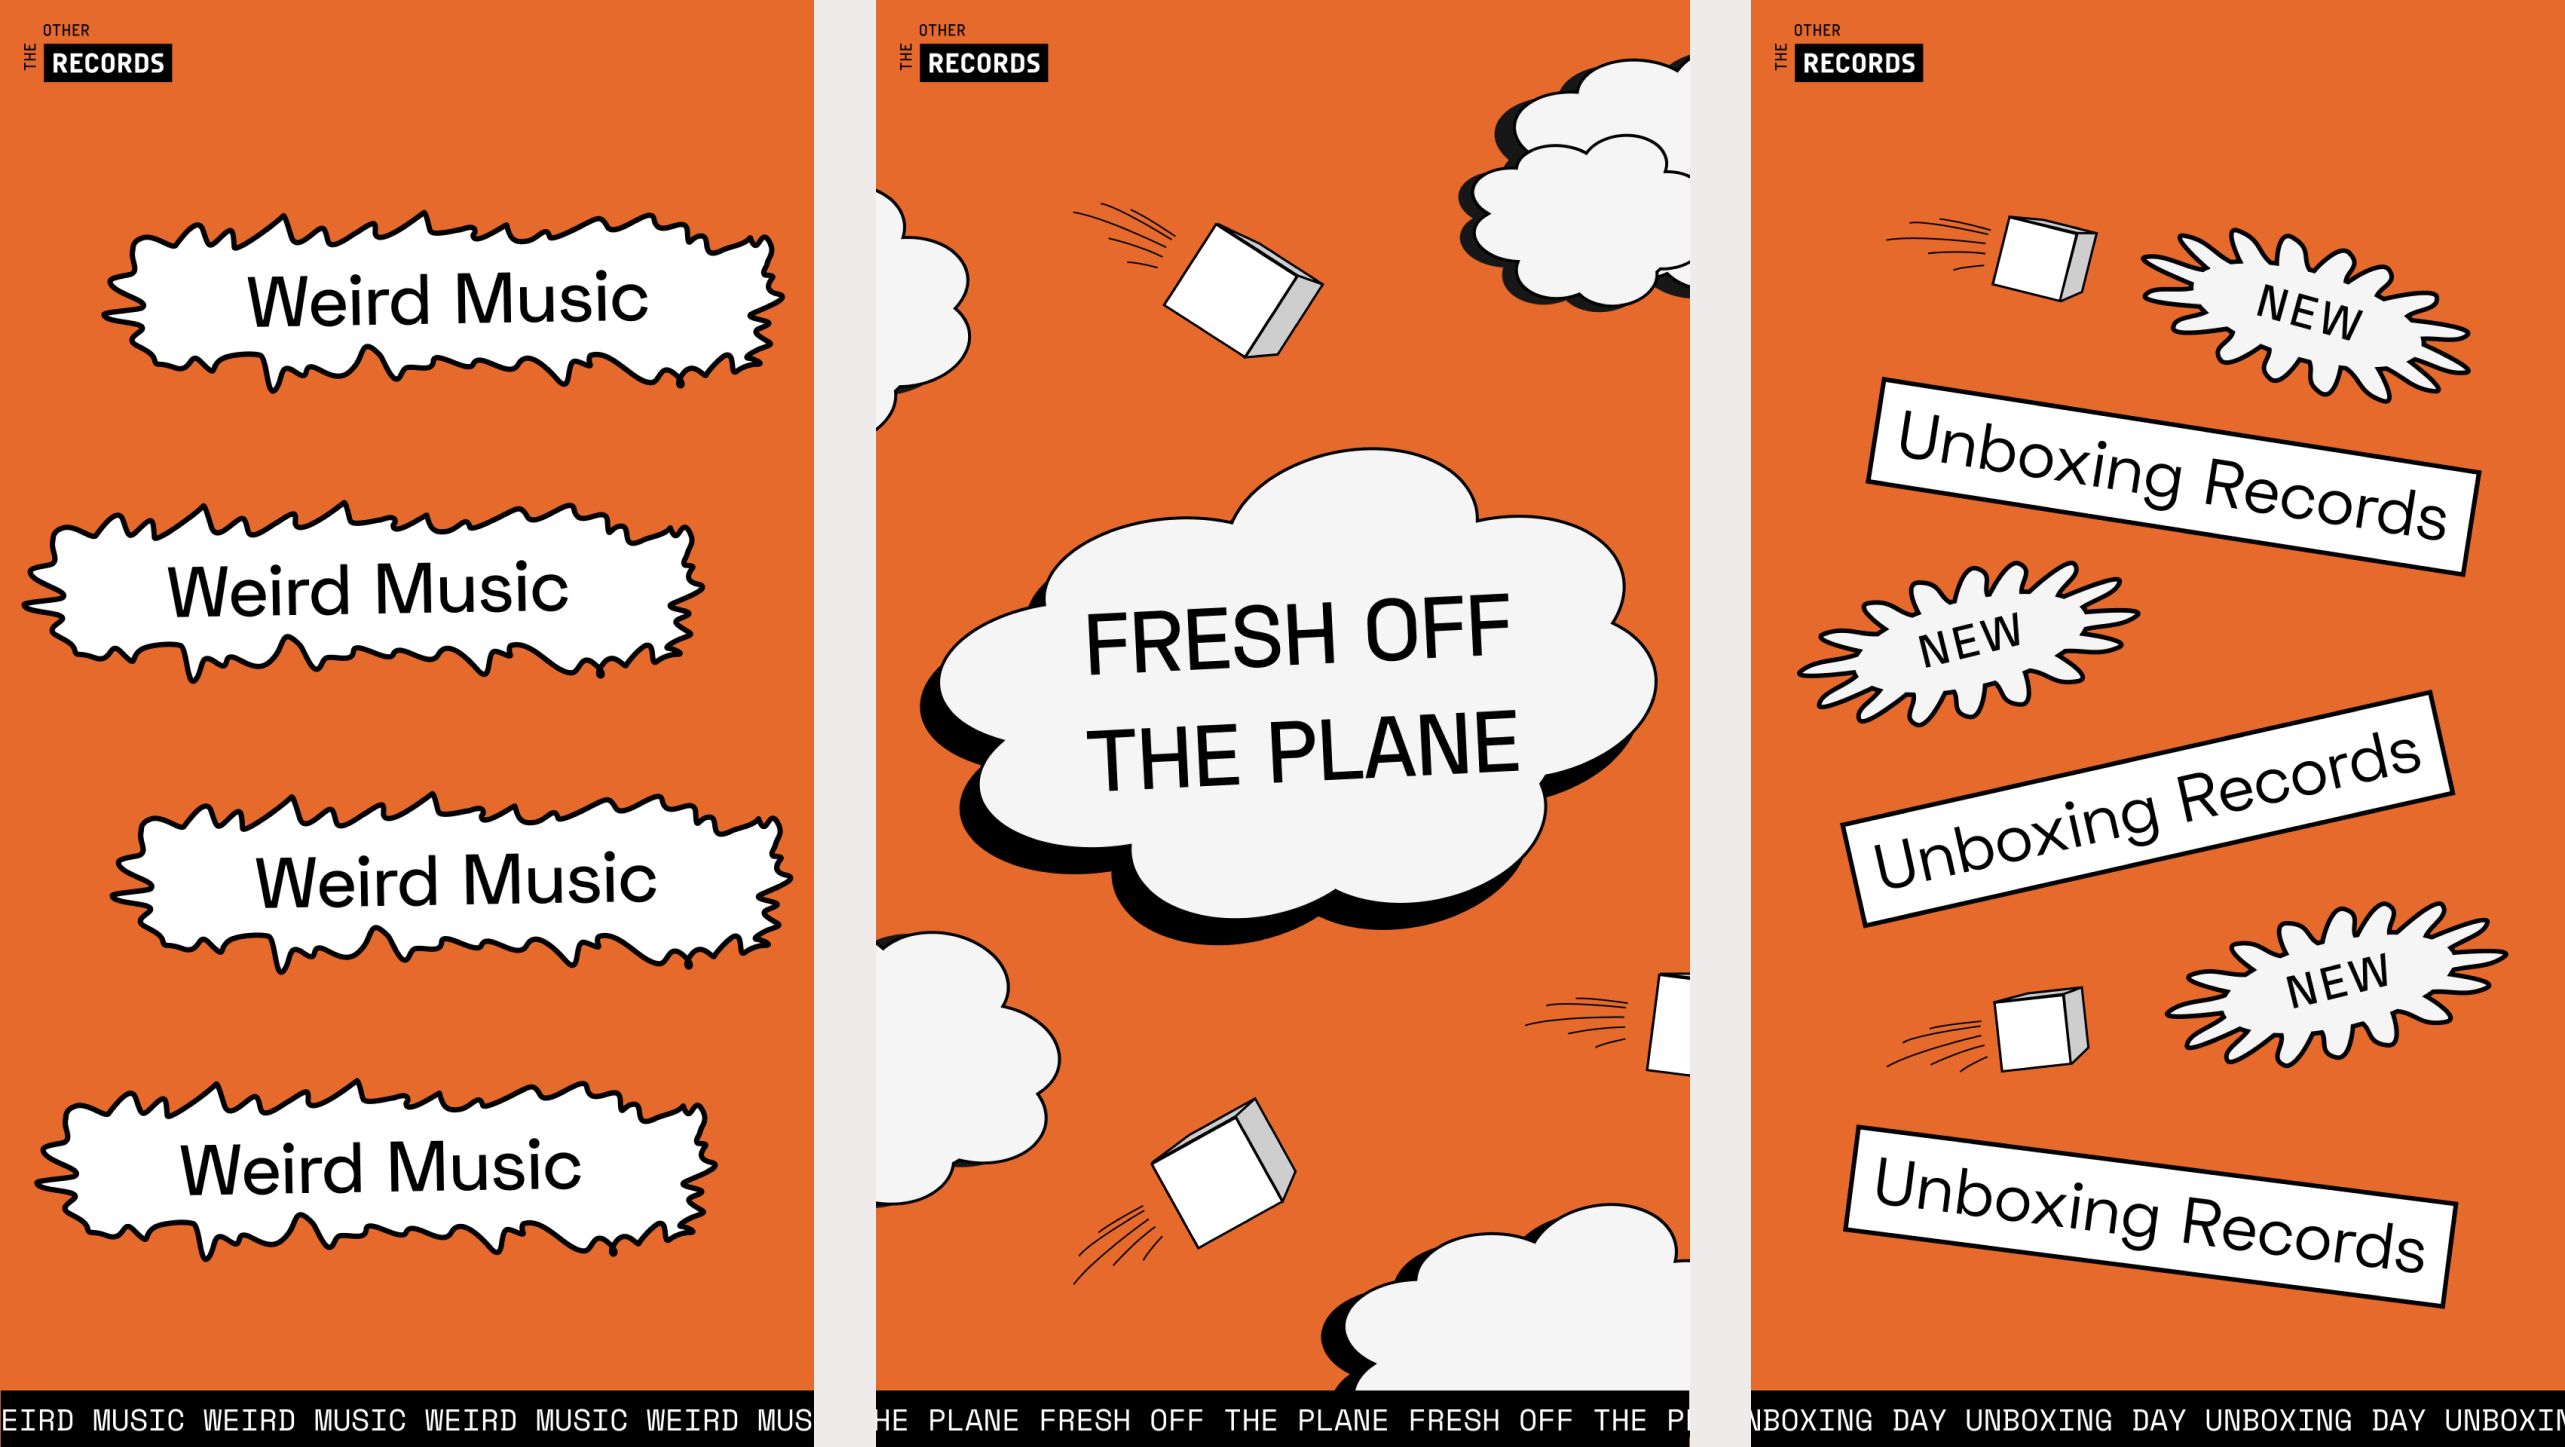 OTHER
THE RECORDS
Weird Music
Weird Music
Weird Music
Weird Music
EIRD MUSIC WEIRD MUSIC WEIRD MUSIC WEIRD MUS
OTHER
THE RECORDS
FRESH OFF
THE PLANE
HE PLANE FRESH OFF THE PLANE FRESH OFF THE P
OTHER
THE RECORDS
NEW
Unboxing Records
NEW
Unboxing Records
NEW
Unboxing Records
NBOXING DAY UNBOXING DAY UNBOXING DAY UNBOXIN